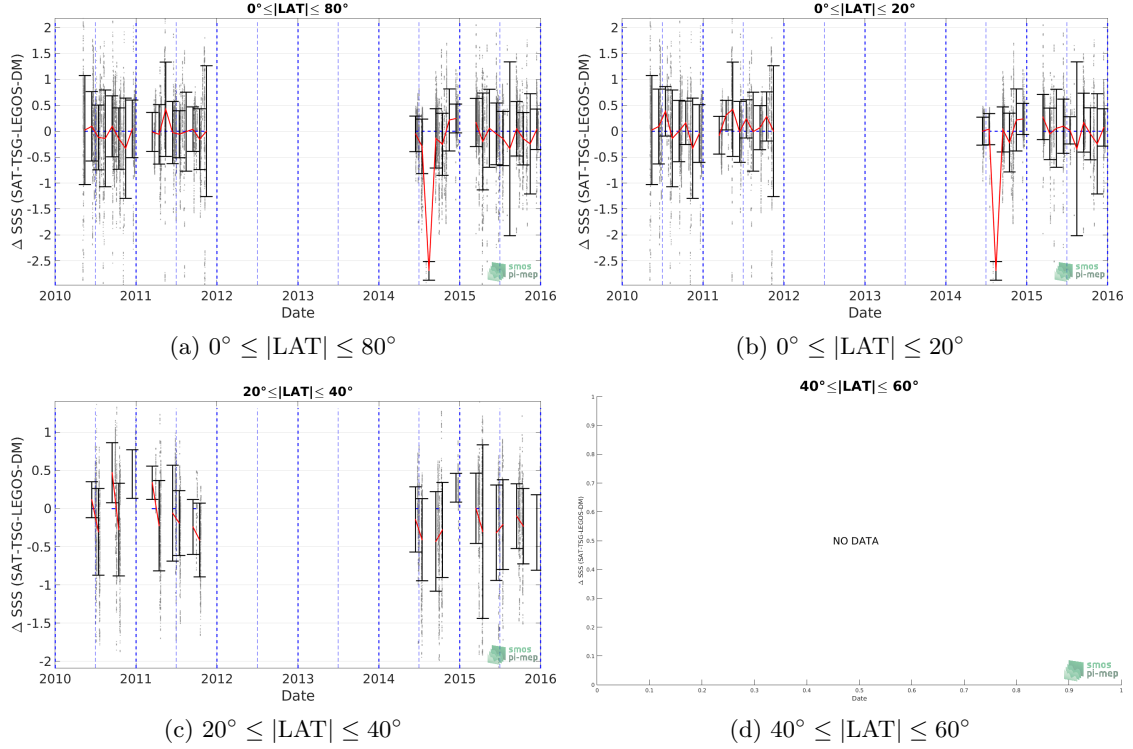 0°≤|LAT|≤ 80°
Δ SSS (SAT-TSG-LEGOS-DM)
2
1.5
1
0.5
0
-0.5
-1
-1.5
-2
-2.5
2010 2011 2012 2013 2014 2015 2016
Date
smos
pi-mep
(a) 0° ≤ |LAT| ≤ 80°
0°≤|LAT|≤ 20°
Δ SSS (SAT-TSG-LEGOS-DM)
2
1.5
1
0.5
0
-0.5
-1
-1.5
-2
-2.5
2010 2011 2012 2013 2014 2015 2016
Date
smos
pi-mep
(b) 0° ≤ |LAT| ≤ 20°
20°≤|LAT|≤ 40°
Δ SSS (SAT-TSG-LEGOS-DM)
1
0.5
0
-0.5
-1
-1.5
-2
2010 2011 2012 2013 2014 2015 2016
Date
smos
pi-mep
(c) 20° ≤ |LAT| ≤ 40°
40°≤|LAT|≤ 60°
Δ SSS (SAT-TSG-LEGOS-DM)
1
0.9
0.8
0.7
0.6
0.5
0.4
0.3
0.2
0.1
0
NO DATA
0 0.1 0.2 0.3 0.4 0.5 0.6 0.7 0.8 0.9 1
Date
smos
pi-mep
(d) 40° ≤ |LAT| ≤ 60°